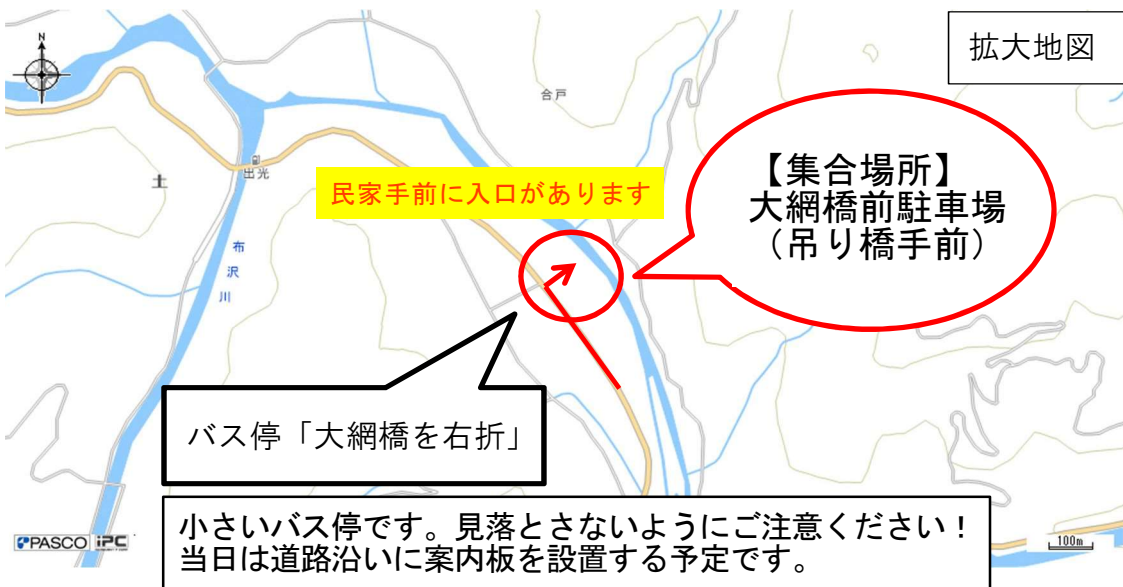 N
拡大地図
合戸
【集合場所】
大網橋前駐車場
（吊り橋手前）
民家手前に入口があります
出光
土
布
沢
川
バス停「大網橋を右折」
小さいバス停です。見落とさないようにご注意ください！
当日は道路沿いに案内板を設置する予定です。
PASCO iPC
100m